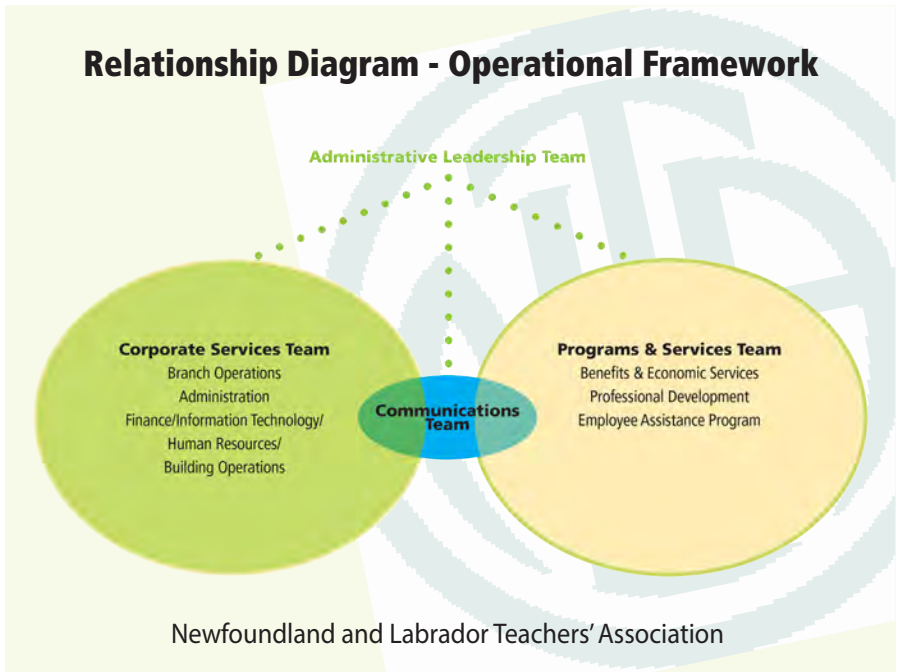 Relationship Diagram - Operational Framework
Administrative Leadership Team
Corporate Services Team
Branch Operations
Administration
Finance/Information Technology/
Human Resources/
Building Operations
Communications
Team
Programs & Services Team
Benefits & Economic Services
Professional Development
Employee Assistance Program
Newfoundland and Labrador Teachers' Association